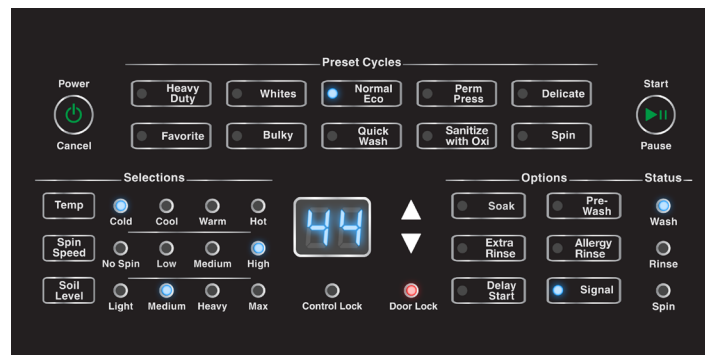 Preset Cycles
Power
Cancel
Heavy
Duty
Whites
Normal
Eco
Perm
Press
Delicate
Favorite
Bulky
Quick
Wash
Sanitize
with Oxi
Spin
Start
Pause
Selections
Temp
Cold
Cool
Warm
Hot
Spin
Speed
No Spin
Low
Medium
High
Soil
Level
Light
Medium
Heavy
Max
44
Control Lock
Door Lock
Options
Soak
Pre-
Wash
Extra
Rinse
Allergy
Rinse
Delay
Start
Signal
Status
Wash
Rinse
Spin